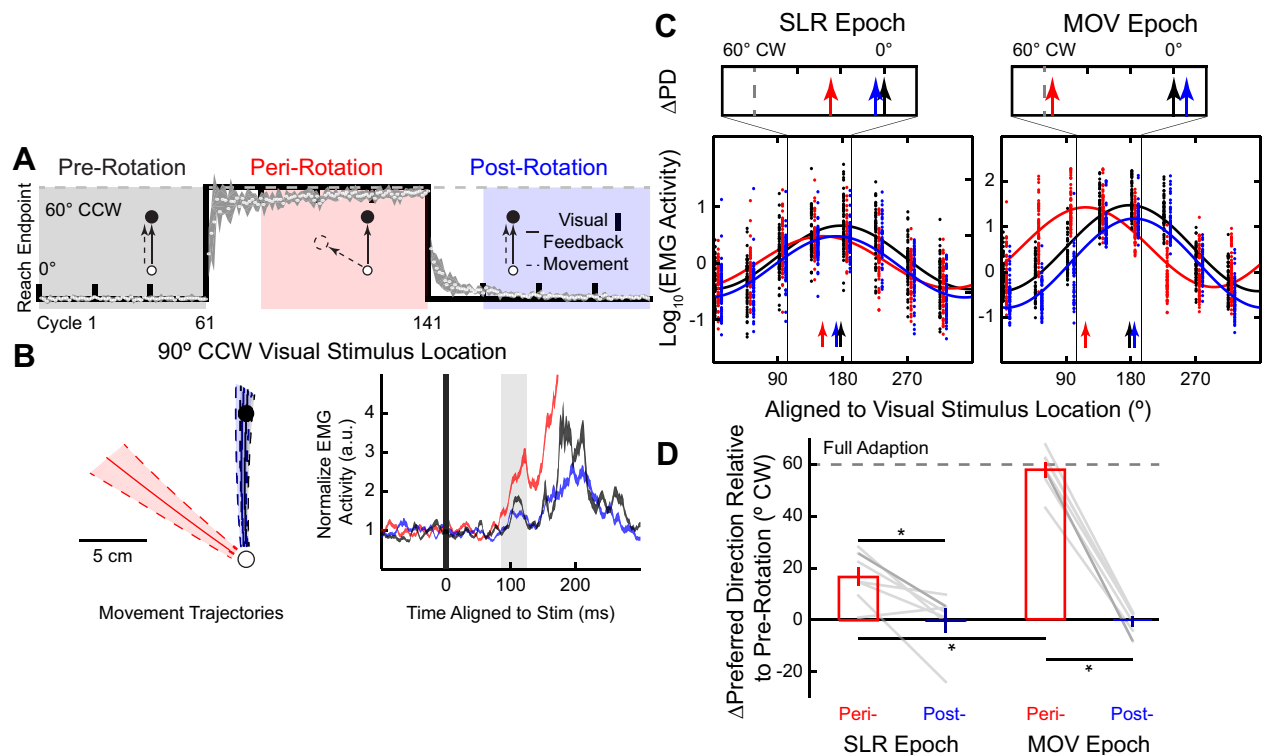 A
Pre-Rotation
Peri-Rotation
Post-Rotation
Reach Endpoint
60° CCW
0°
Visual
Feedback
Movement
Cycle 1
61
141
B
90º CCW Visual Stimulus Location
5 cm
Movement Trajectories
Normalize EMG
Activity (a.u.)
4
3
2
1
0
100
200
Time Aligned to Stim (ms)
C
SLR Epoch
MOV Epoch
60° CW
0°
60° CW
0°
ΔPD
Log10(EMG Activity)
2
1
0
-1
2
1
0
-1
90
180
270
90
180
270
Aligned to Visual Stimulus Location (º)
D
ΔPreferred Direction Relative
to Pre-Rotation (° CW)
Full Adaption
60
40
20
0
-20
*
*
*
Peri-
Post-
Peri-
Post-
SLR Epoch
MOV Epoch